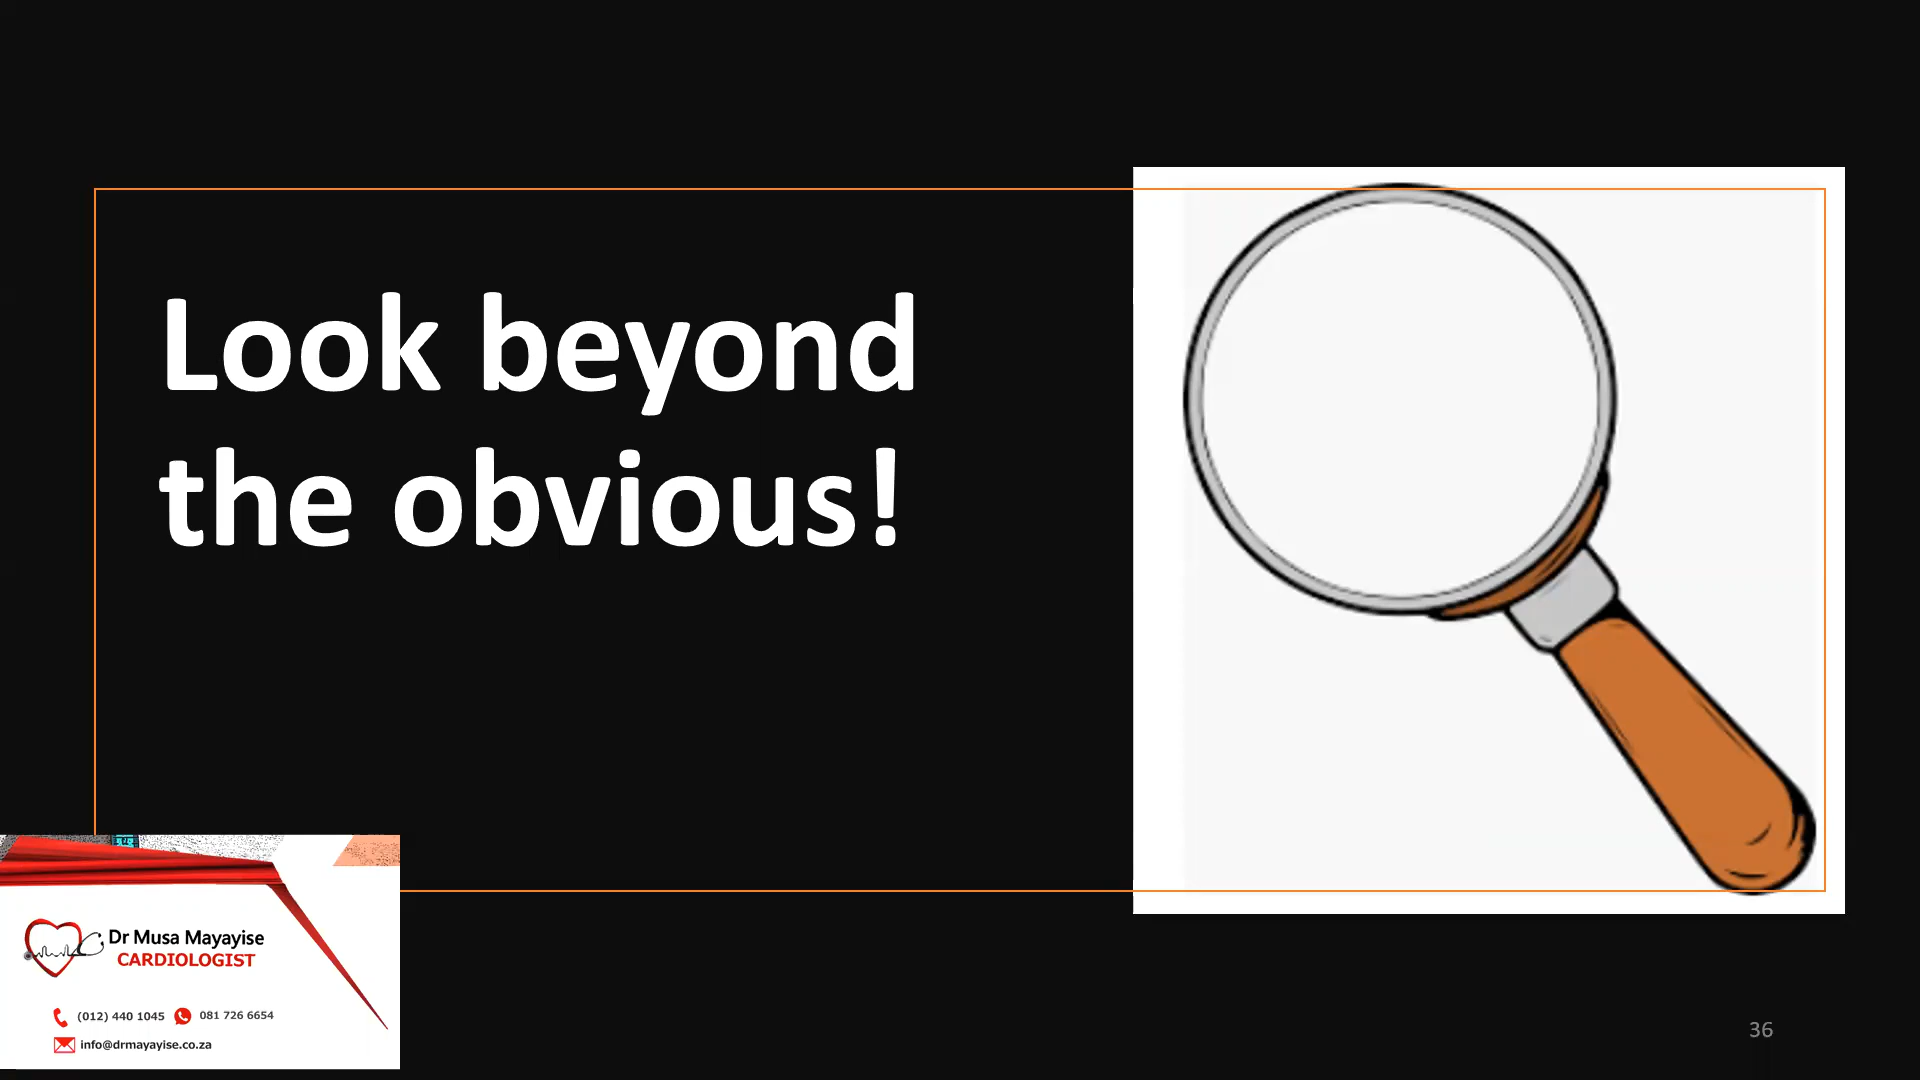 Look beyond
the obvious!
Dr Musa Mayayise
CARDIOLOGIST
(012) 440 1045 081 726 6654
info@drmayayise.co.za
36